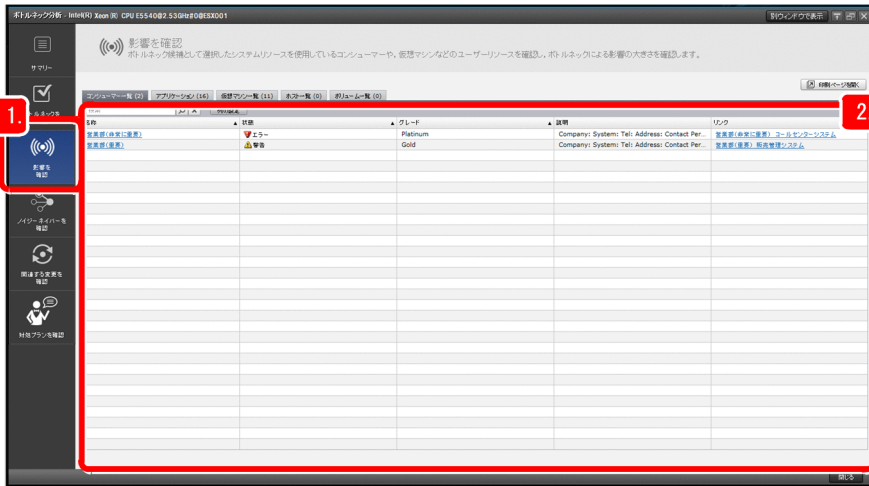 ボトルネック分析 - Intel(R) Xeon(R) CPU E5540@2.53GHz#0@ESX001
別ウィンドウで表示
サマリー
影響を確認
ボトルネック候補として選択したシステムリソースを使用しているコンシューマーや、仮想マシンなどのユーザーリソースを確認し、ボトルネックによる影響の大きさを確認します。
印刷ページを開く
コンシューマー一覧 (2) アプリケーション (16) 仮想マシン一覧 (11) ホスト一覧 (0) ボリューム一覧 (0)
1.
2.
名称 ▲ 状態 ▲ グレード ▲ 説明 リンク
営業部(非常に重要) エラー Platinum Company: System: Tel: Address: Contact Per... 営業部(非常に重要) コールセンターシステム
営業部(重要) 警告 Gold Company: System: Tel: Address: Contact Per... 営業部(重要) 販売管理システム
影響を
確認
ノイジーネイバーを
確認
関連する変更を
確認
対処プランを確認
閉じる